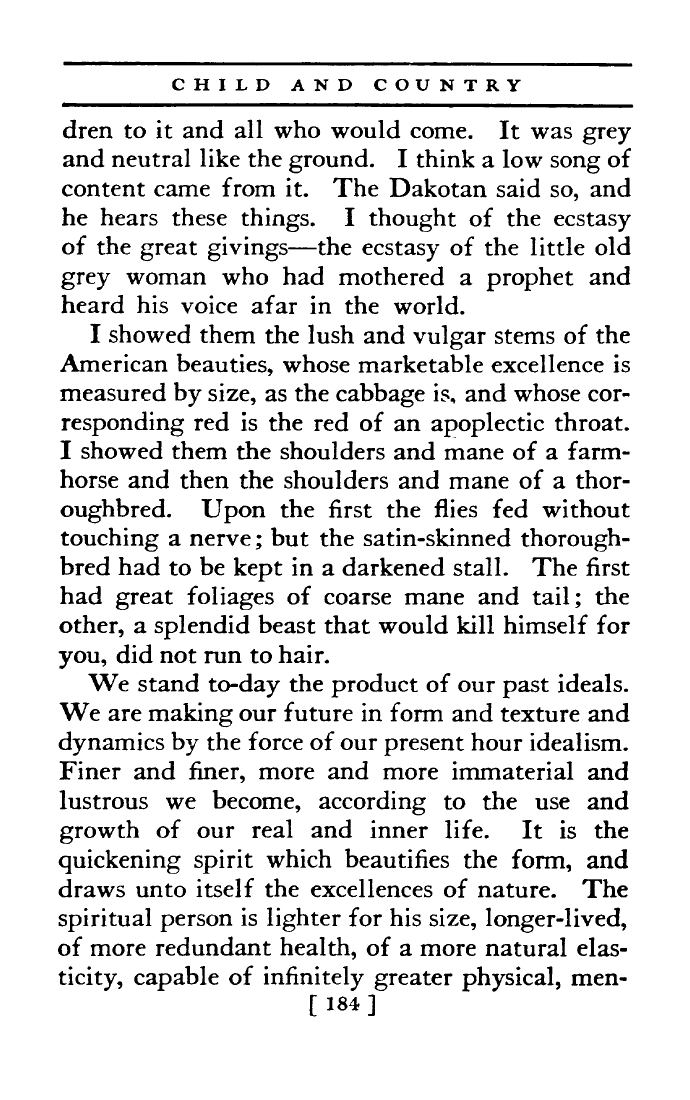 CHILD AND COUNTRY
dren to it and all who would come. It was grey
and neutral like the ground. I think a low song of
content came from it. The Dakotan said so, and
he hears these things. I thought of the ecstasy
of the great givings—the ecstasy of the little old
grey woman who had mothered a prophet and
heard his voice afar in the world.
I showed them the lush and vulgar stems of the
American beauties, whose marketable excellence is
measured by size, as the cabbage is, and whose cor-
responding red is the red of an apoplectic throat.
I showed them the shoulders and mane of a farm-
horse and then the shoulders and mane of a thor-
oughbred. Upon the first the flies fed without
touching a nerve; but the satin-skinned thorough-
bred had to be kept in a darkened stall. The first
had great foliages of coarse mane and tail; the
other, a splendid beast that would kill himself for
you, did not run to hair.
We stand to-day the product of our past ideals.
We are making our future in form and texture and
dynamics by the force of our present hour idealism.
Finer and finer, more and more immaterial and
lustrous we become, according to the use and
growth of our real and inner life. It is the
quickening spirit which beautifies the form, and
draws unto itself the excellences of nature. The
spiritual person is lighter for his size, longer-lived,
of more redundant health, of a more natural elas-
ticity, capable of infinitely greater physical, men-
[ 184 ]